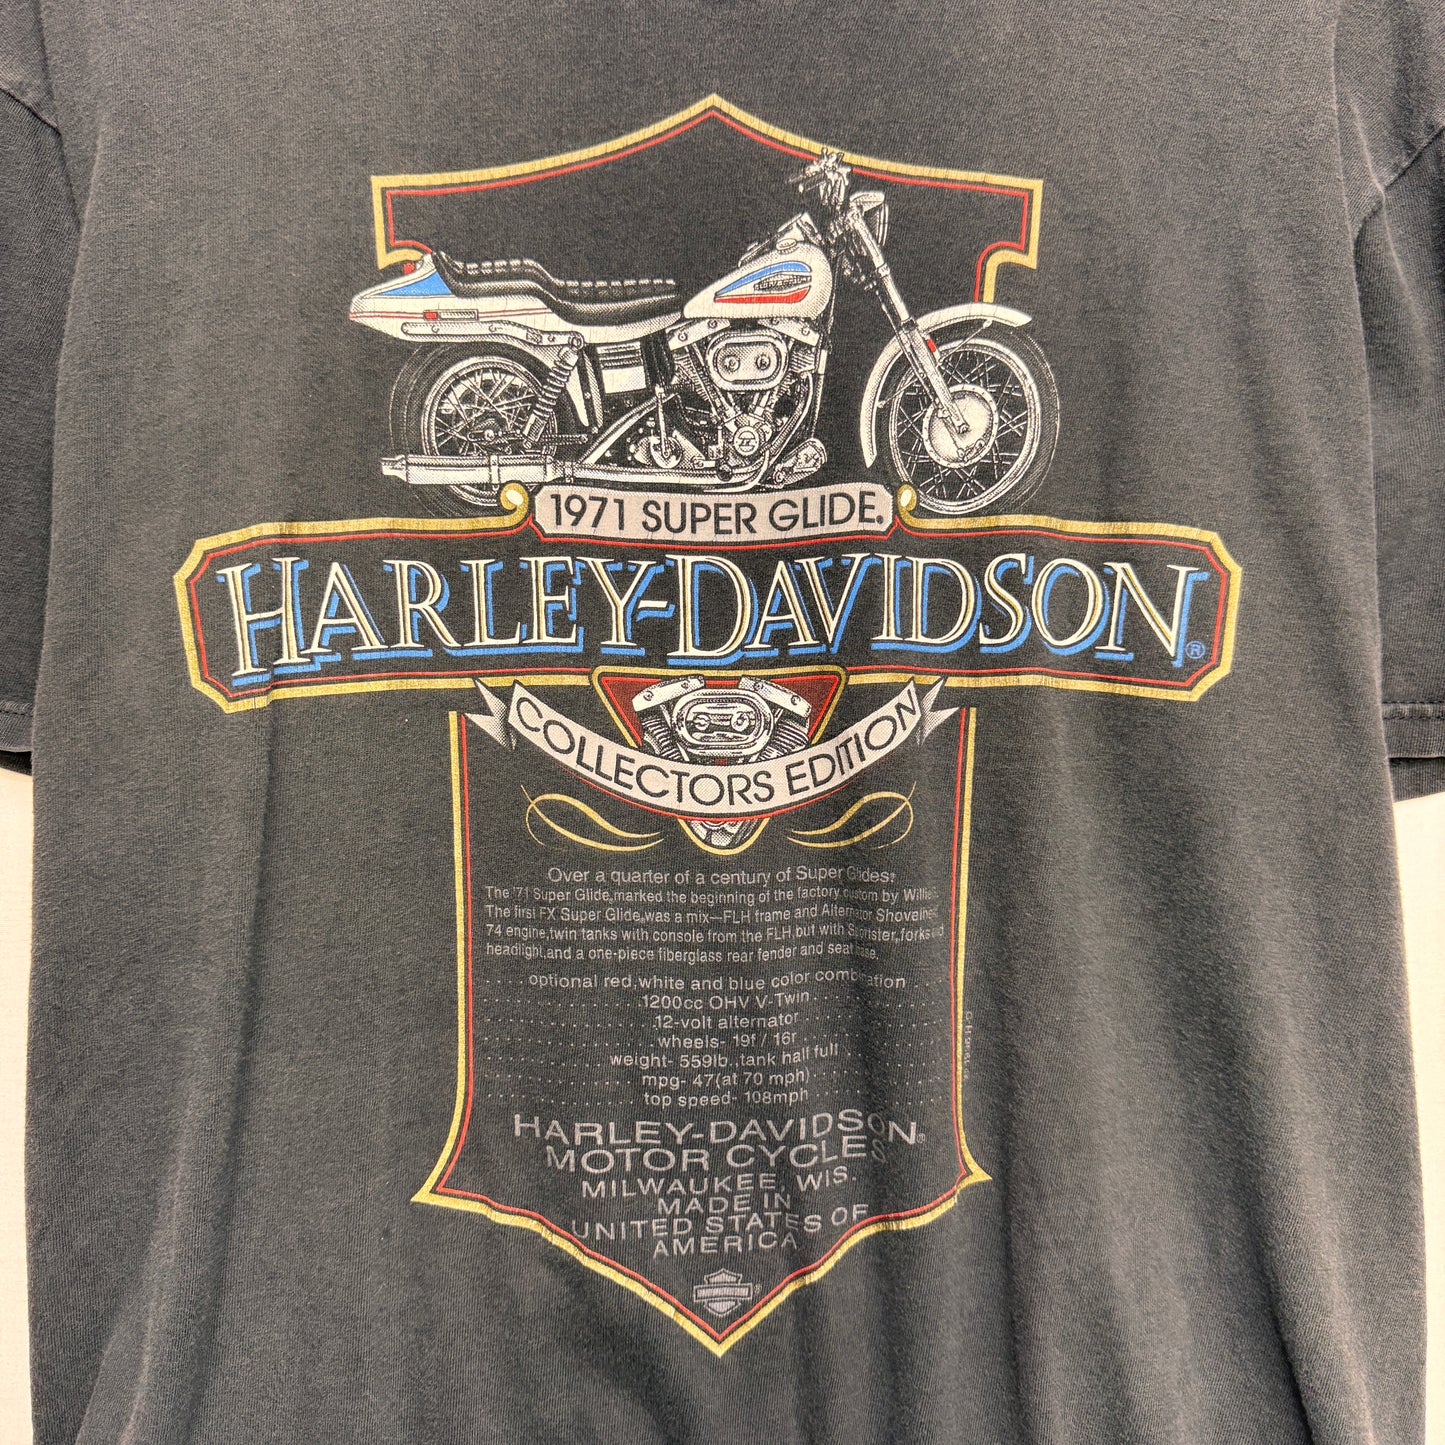 1971 SUPER GLIDE®
HARLEY-DAVIDSON®
COLLECTORS EDITION
Over a quarter of a century of Super Glides®
The '71 Super Glide® marked the beginning of the factory custom by Willie
The first FX Super Glide® was a mix—FLH frame and Alternator
74 engine, twin tanks with console from the FLH, but with Sportster® forks and
headlight, and a one-piece fiberglass rear fender and seat base.
optional red, white and blue color combination
1200cc OHV V-Twin
12-volt alternator
wheels- 19f / 16r
weight- 559lb., tank half full
mpg- 47(at 70 mph)
top speed- 108mph
HARLEY-DAVIDSON®
MOTOR CYCLES
MILWAUKEE, WIS.
MADE IN
UNITED STATES OF
AMERICA